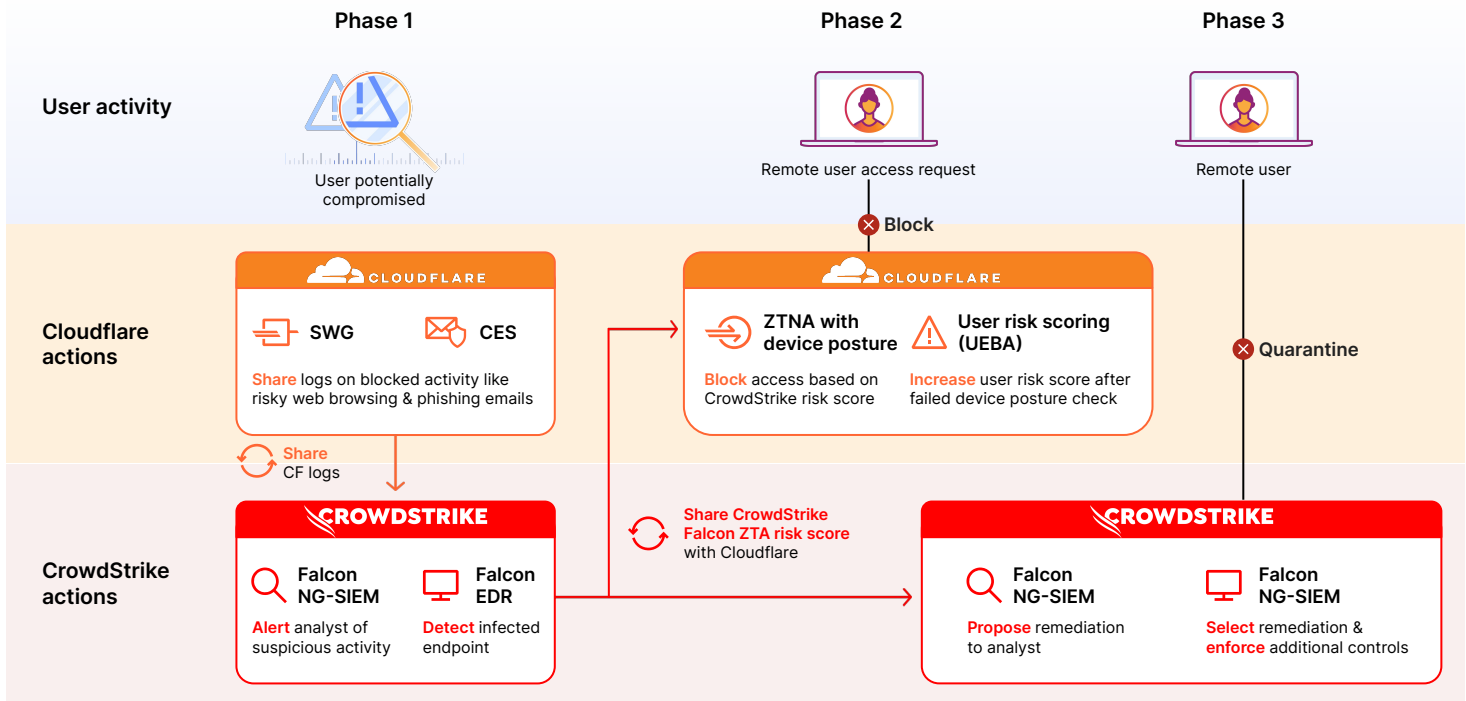 Phase 1
Phase 2
Phase 3
User activity
User potentially
compromised
Remote user access request
Remote user
Block
Cloudflare
actions
CLOUDFLARE
SWG
CES
Share logs on blocked activity like
risky web browsing & phishing emails
CLOUDFLARE
ZTNA with
device posture
Block access based on
CrowdStrike risk score
User risk scoring
(UEBA)
Increase user risk score after
failed device posture check
Quarantine
Share
CF logs
CrowdStrike
actions
CROWDSTRIKE
Falcon
NG-SIEM
Alert analyst of
suspicious activity
Falcon
EDR
Detect infected
endpoint
Share CrowdStrike
Falcon ZTA risk score
with Cloudflare
CROWDSTRIKE
Falcon
NG-SIEM
Propose remediation
to analyst
Falcon
NG-SIEM
Select remediation &
enforce additional controls